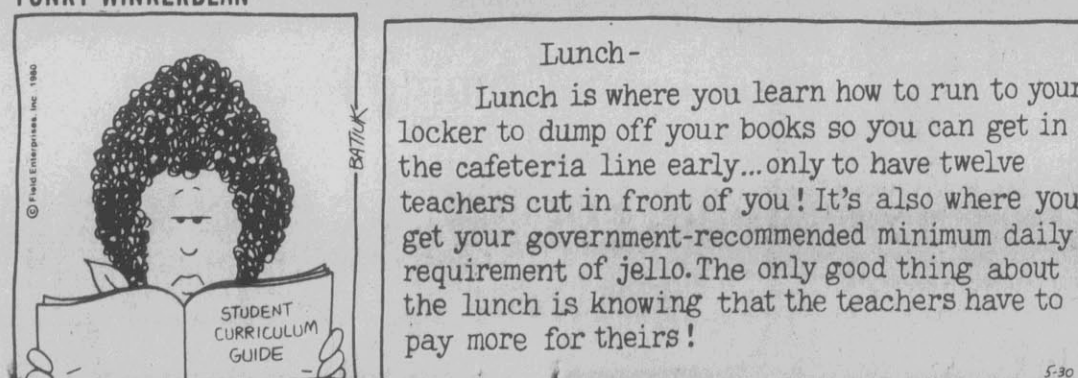 FUNKY WINKERBEAN
© Field Enterprises, Inc. 1980
BATIUK
STUDENT
CURRICULUM
GUIDE
Lunch-
Lunch is where you learn how to run to your
locker to dump off your books so you can get in
the cafeteria line early...only to have twelve
teachers cut in front of you! It's also where you
get your government-recommended minimum daily
requirement of jello. The only good thing about
the lunch is knowing that the teachers have to
pay more for theirs!
5-30